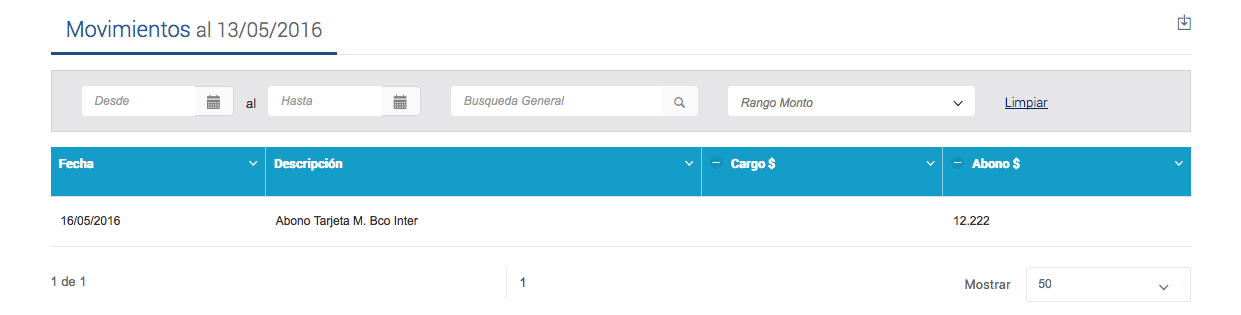 Movimientos al 13/05/2016
Desde al Hasta Busqueda General Rango Monto Limpiar
Fecha Descripción Cargo $ Abono $
16/05/2016 Abono Tarjeta M. Bco Inter 12.222
1 de 1 1 Mostrar 50